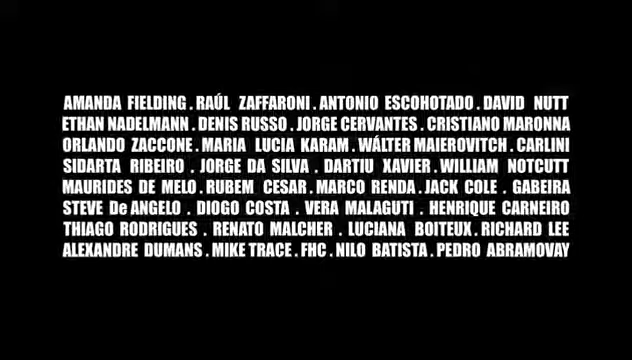 AMANDA FIELDING . RAÚL ZAFFARONI . ANTONIO ESCOHOTADO . DAVID NUTT
ETHAN NADELMANN . DENIS RUSSO . JORGE CERVANTES . CRISTIANO MARONNA
ORLANDO ZACCONE . MARIA LUCIA KARAM . WÁLTER MAIEROVITCH . CARLINI
SIDARTA RIBEIRO . JORGE DA SILVA . DARTIU XAVIER . WILLIAM NOTCUTT
MAURIDES DE MELO . RUBEM CESAR . MARCO RENDA . JACK COLE . GABEIRA
STEVE De ANGELO . DIOGO COSTA . VERA MALAGUTI . HENRIQUE CARNEIRO
THIAGO RODRIGUES . RENATO MALCHER . LUCIANA BOITEUX . RICHARD LEE
ALEXANDRE DUMANS . MIKE TRACE . FHC . NILO BATISTA . PEDRO ABRAMOVAY